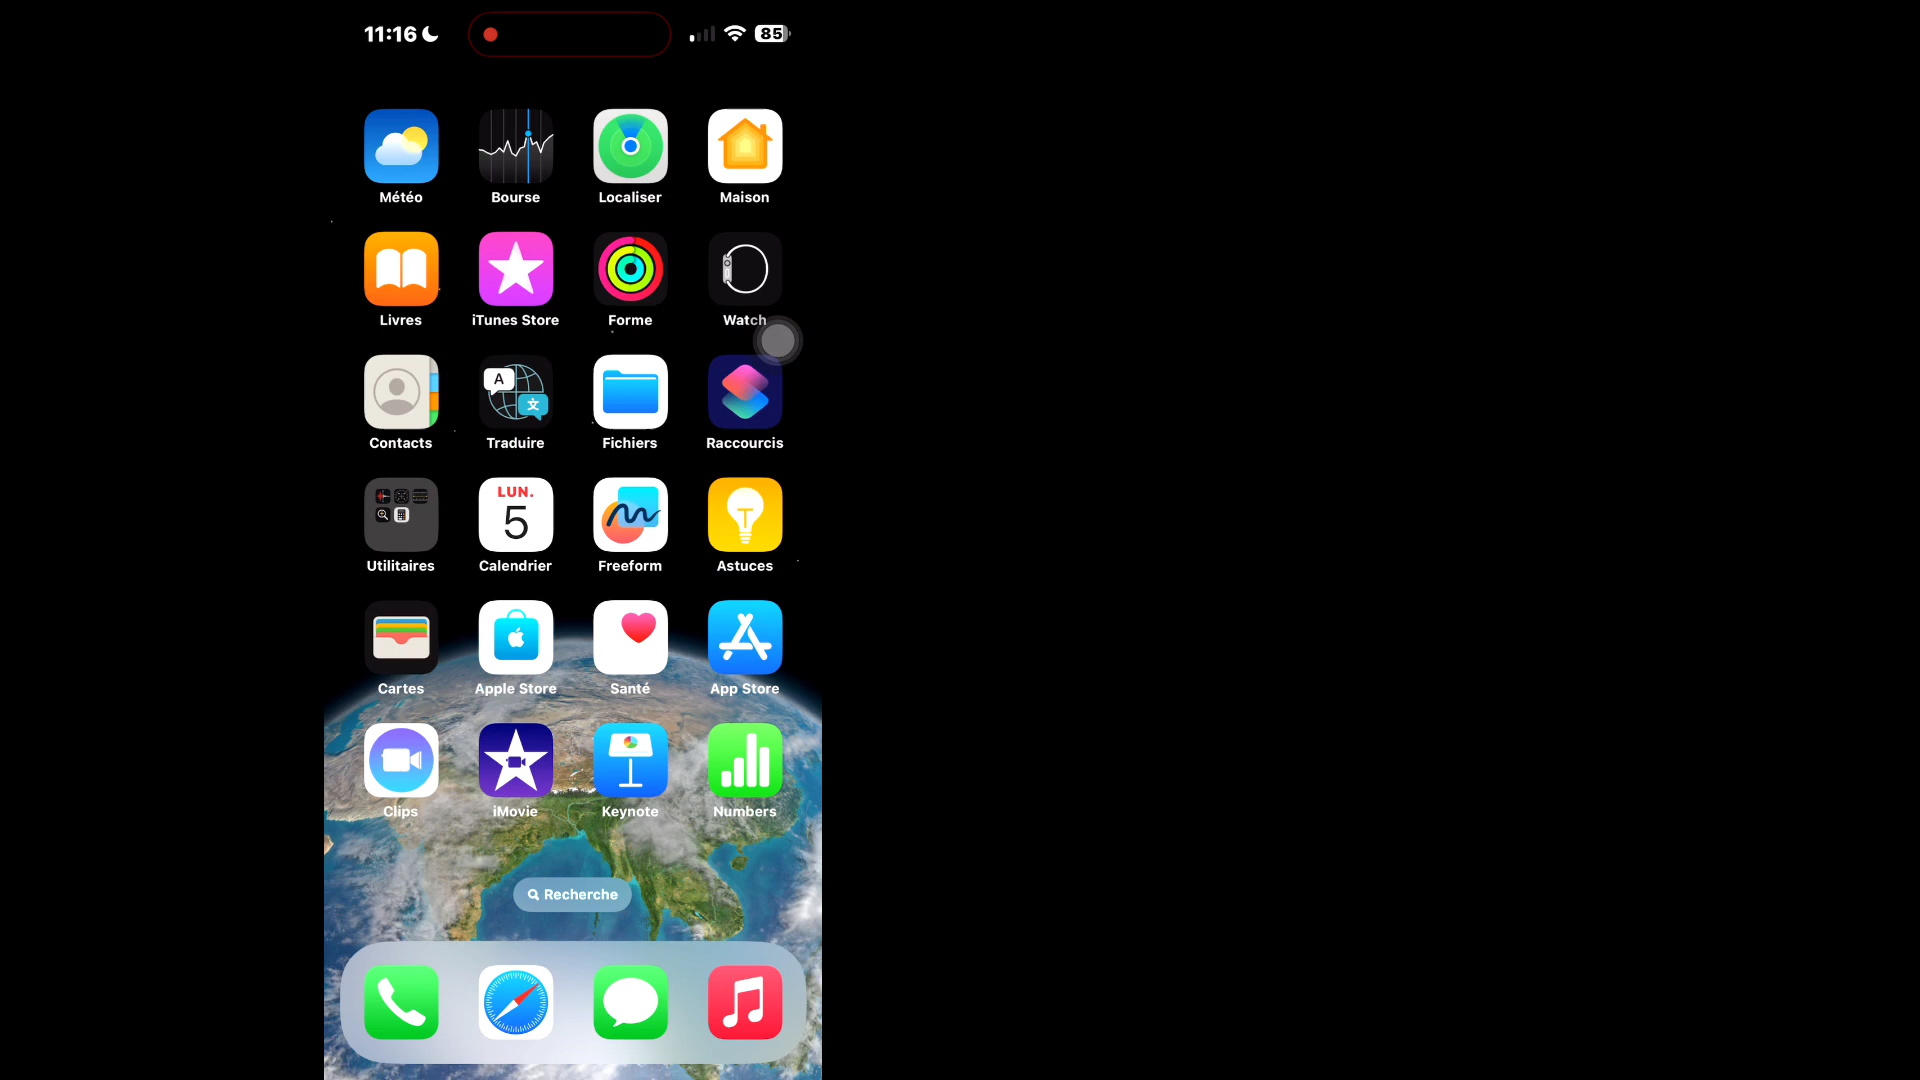 11:16
85
Météo Bourse Localiser Maison
Livres iTunes Store Forme Watch
A
文
Contacts Traduire Fichiers Raccourcis
LUN.
5
Utilitaires Calendrier Freeform Astuces
Cartes Apple Store Santé App Store
Clips iMovie Keynote Numbers
Recherche